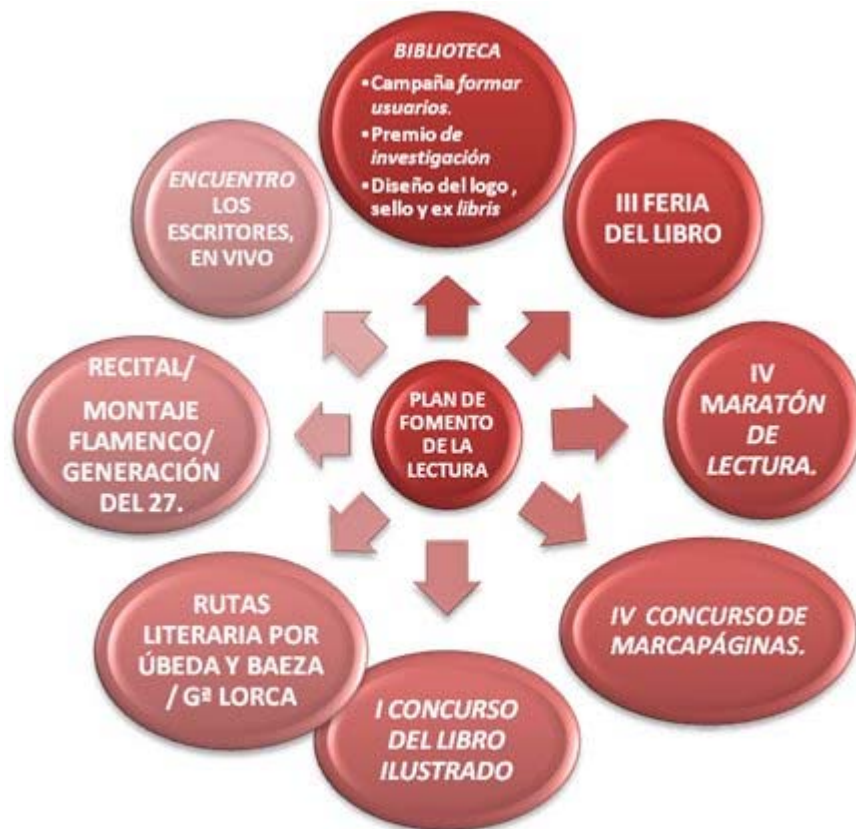 BIBLIOTECA
•Campaña formar
usuarios.
•Premio de
investigación
•Diseño del logo ,
sello y ex libris
III FERIA
DEL LIBRO
IV
MARATÓN
DE
LECTURA.
IV CONCURSO DE
MARCAPÁGINAS.
I CONCURSO
DEL LIBRO
ILUSTRADO
RUTAS
LITERARIA POR
ÚBEDA Y BAEZA
/ Gª LORCA
RECITAL/
MONTAJE
FLAMENCO/
GENERACIÓN
DEL 27.
ENCUENTRO
LOS
ESCRITORES,
EN VIVO
PLAN DE
FOMENTO
DE LA
LECTURA